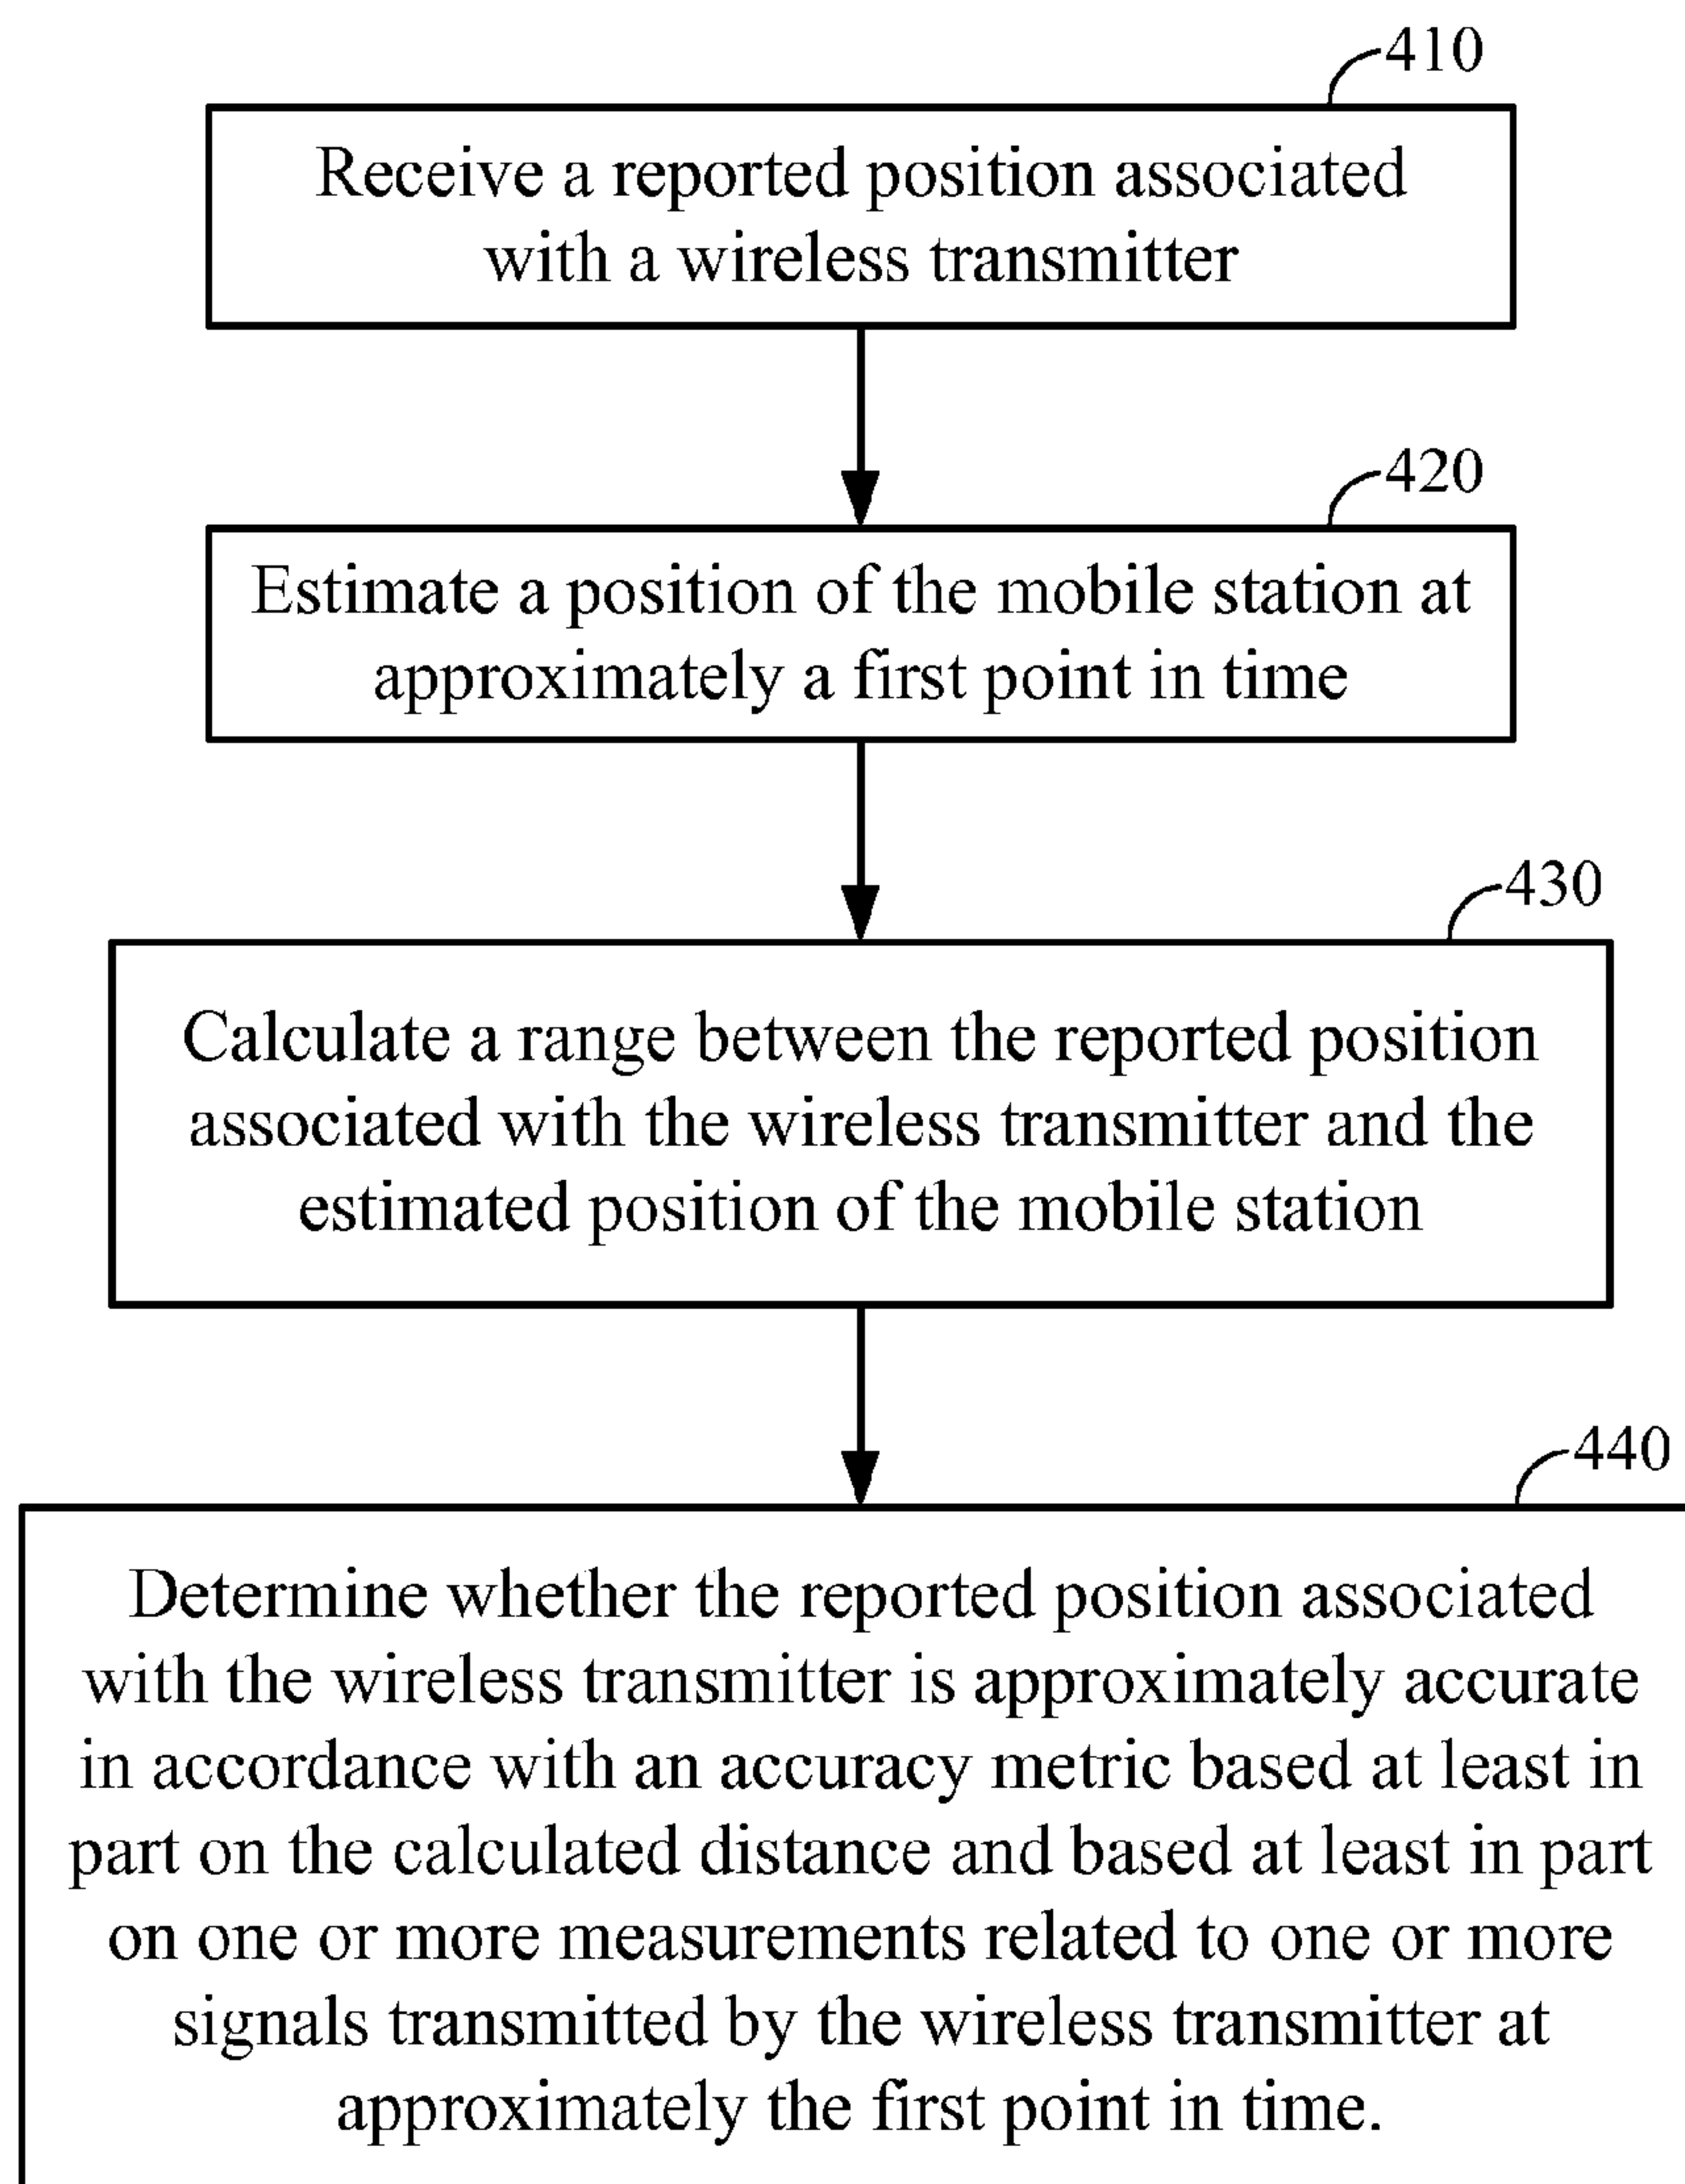 410
Receive a reported position associated
with a wireless transmitter
420
Estimate a position of the mobile station at
approximately a first point in time
430
Calculate a range between the reported position
associated with the wireless transmitter and the
estimated position of the mobile station
440
Determine whether the reported position associated
with the wireless transmitter is approximately accurate
in accordance with an accuracy metric based at least in
part on the calculated distance and based at least in part
on one or more measurements related to one or more
signals transmitted by the wireless transmitter at
approximately the first point in time.